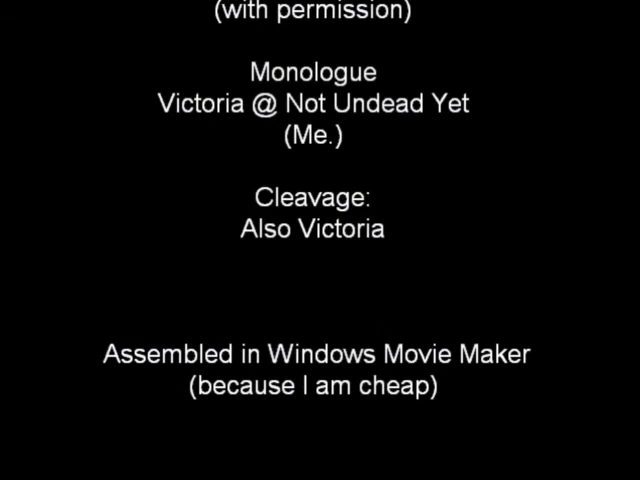 (with permission)
Monologue
Victoria @ Not Undead Yet
(Me.)
Cleavage:
Also Victoria
Assembled in Windows Movie Maker
(because I am cheap)